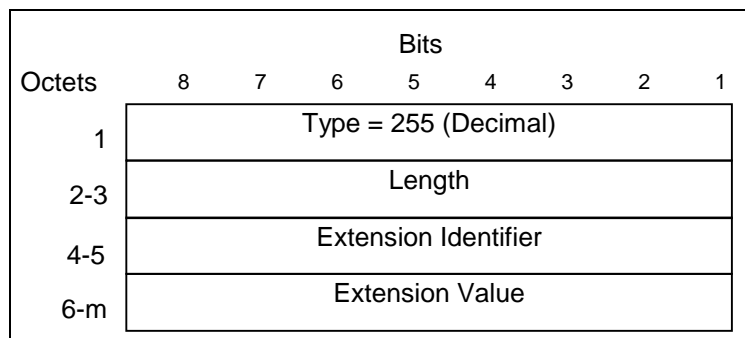 Bits
Octets 8 7 6 5 4 3 2 1
1 Type = 255 (Decimal)
2-3 Length
4-5 Extension Identifier
6-m Extension Value